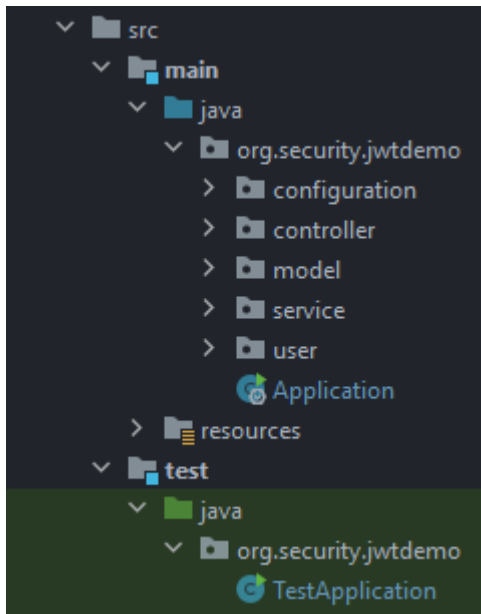 src
main
java
org.security.jwtdemo
configuration
controller
model
service
user
Application
resources
test
java
org.security.jwtdemo
TestApplication